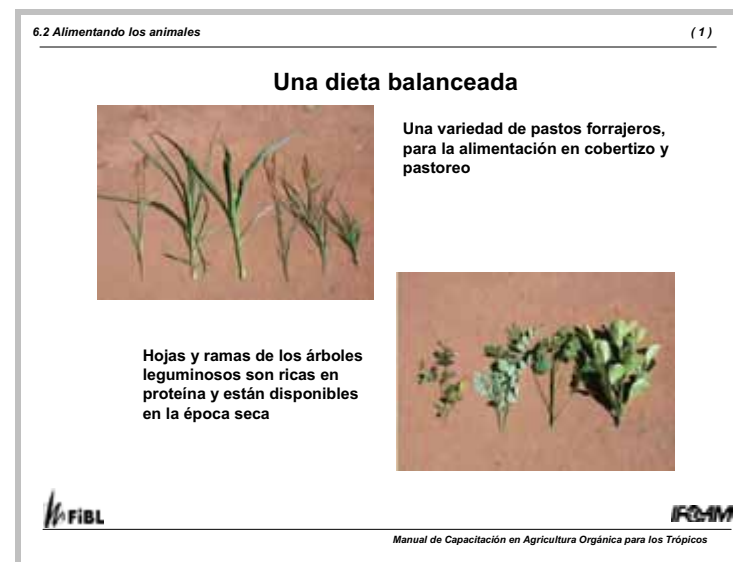 6.2 Alimentando los animales
( 1 )
Una dieta balanceada
Una variedad de pastos forrajeros,
para la alimentación en cobertizo y
pastoreo
Hojas y ramas de los árboles
leguminosos son ricas en
proteína y están disponibles
en la época seca
FiBL
IFOAM
Manual de Capacitación en Agricultura Orgánica para los Trópicos